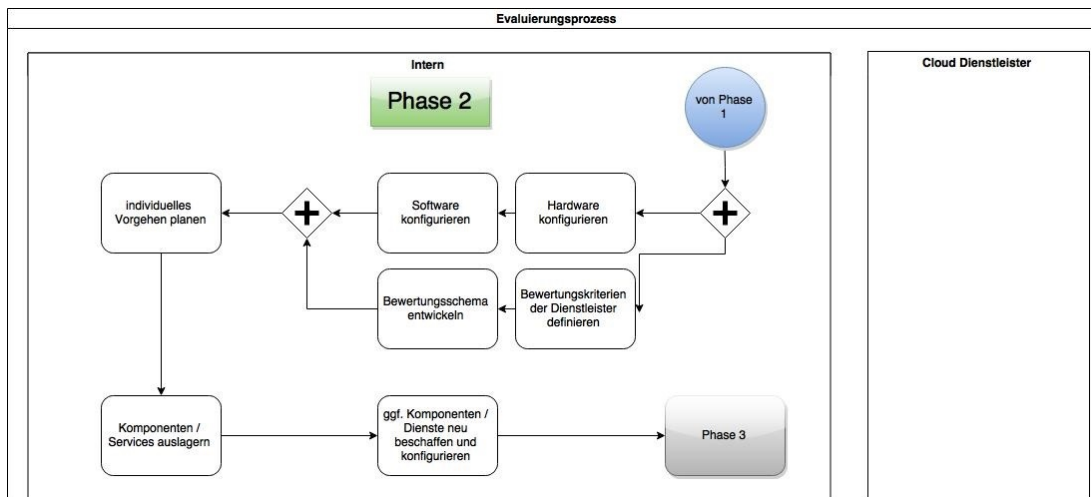 Evaluierungsprozess
Intern
Cloud Dienstleister
Phase 2
von Phase
1
individuelles
Vorgehen planen
Software
konfigurieren
Hardware
konfigurieren
Bewertungsschema
entwickeln
Bewertungskriterien
der Dienstleister
definieren
Komponenten /
Services auslagern
ggf. Komponenten /
Dienste neu
beschaffen und
konfigurieren
Phase 3